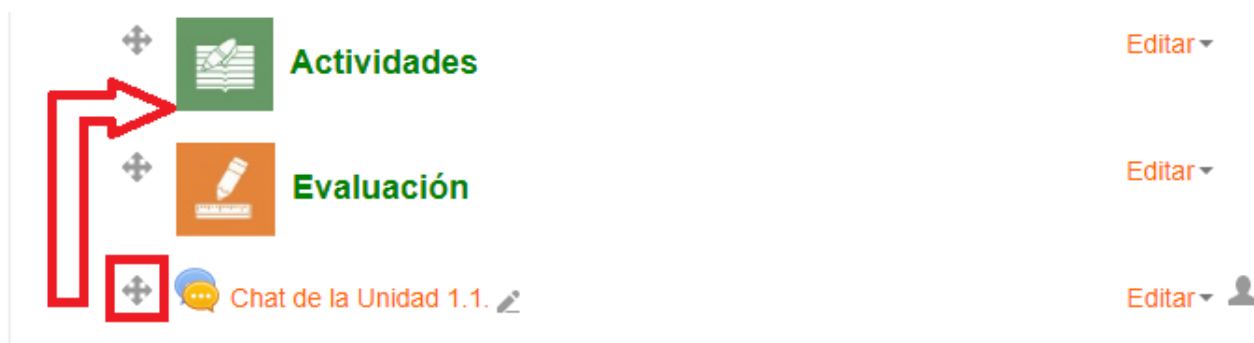 Actividades Editar
Evaluación Editar
Chat de la Unidad 1.1. Editar